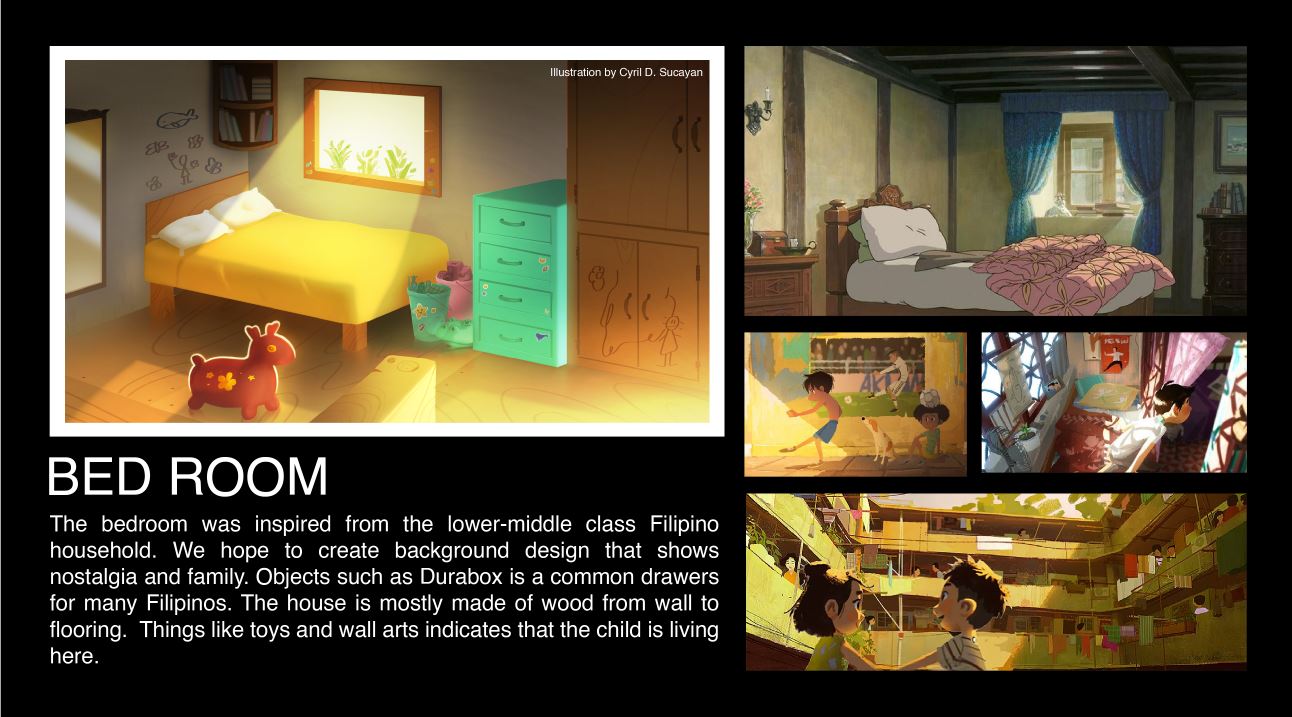 Illustration by Cyril D. Sucayan
BED ROOM
The bedroom was inspired from the lower-middle class Filipino
household. We hope to create background design that shows
nostalgia and family. Objects such as Durabox is a common drawers
for many Filipinos. The house is mostly made of wood from wall to
flooring.  Things like toys and wall arts indicates that the child is living
here.